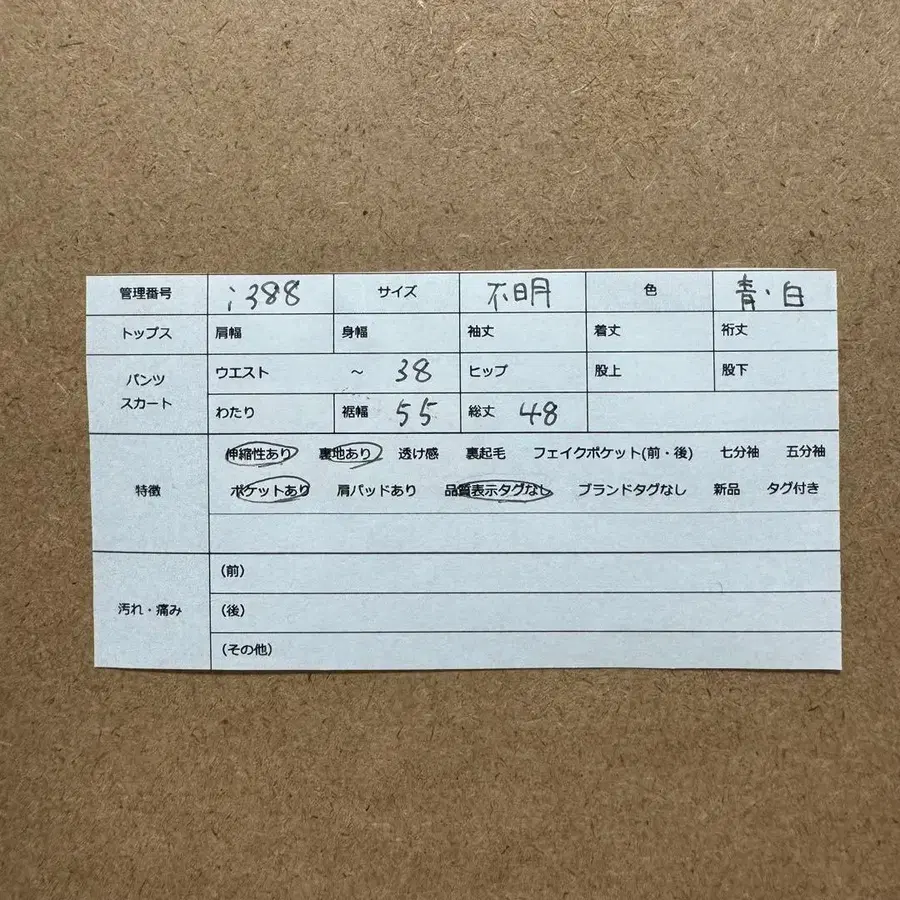 管理番号 ;388 サイズ 不明 色 青・白
トップス 肩幅 身幅 袖丈 着丈 裄丈
パンツ スカート ウエスト ～ 38 ヒップ 股上 股下
わたり 裾幅 55 総丈 48
特徴 伸縮性あり 裏地あり 透け感 裏起毛 フェイクポケット(前・後) 七分袖 五分袖
ポケットあり 肩パッドあり 品質表示タグなし ブランドタグなし 新品 タグ付き
汚れ・痛み (前)
(後)
(その他)